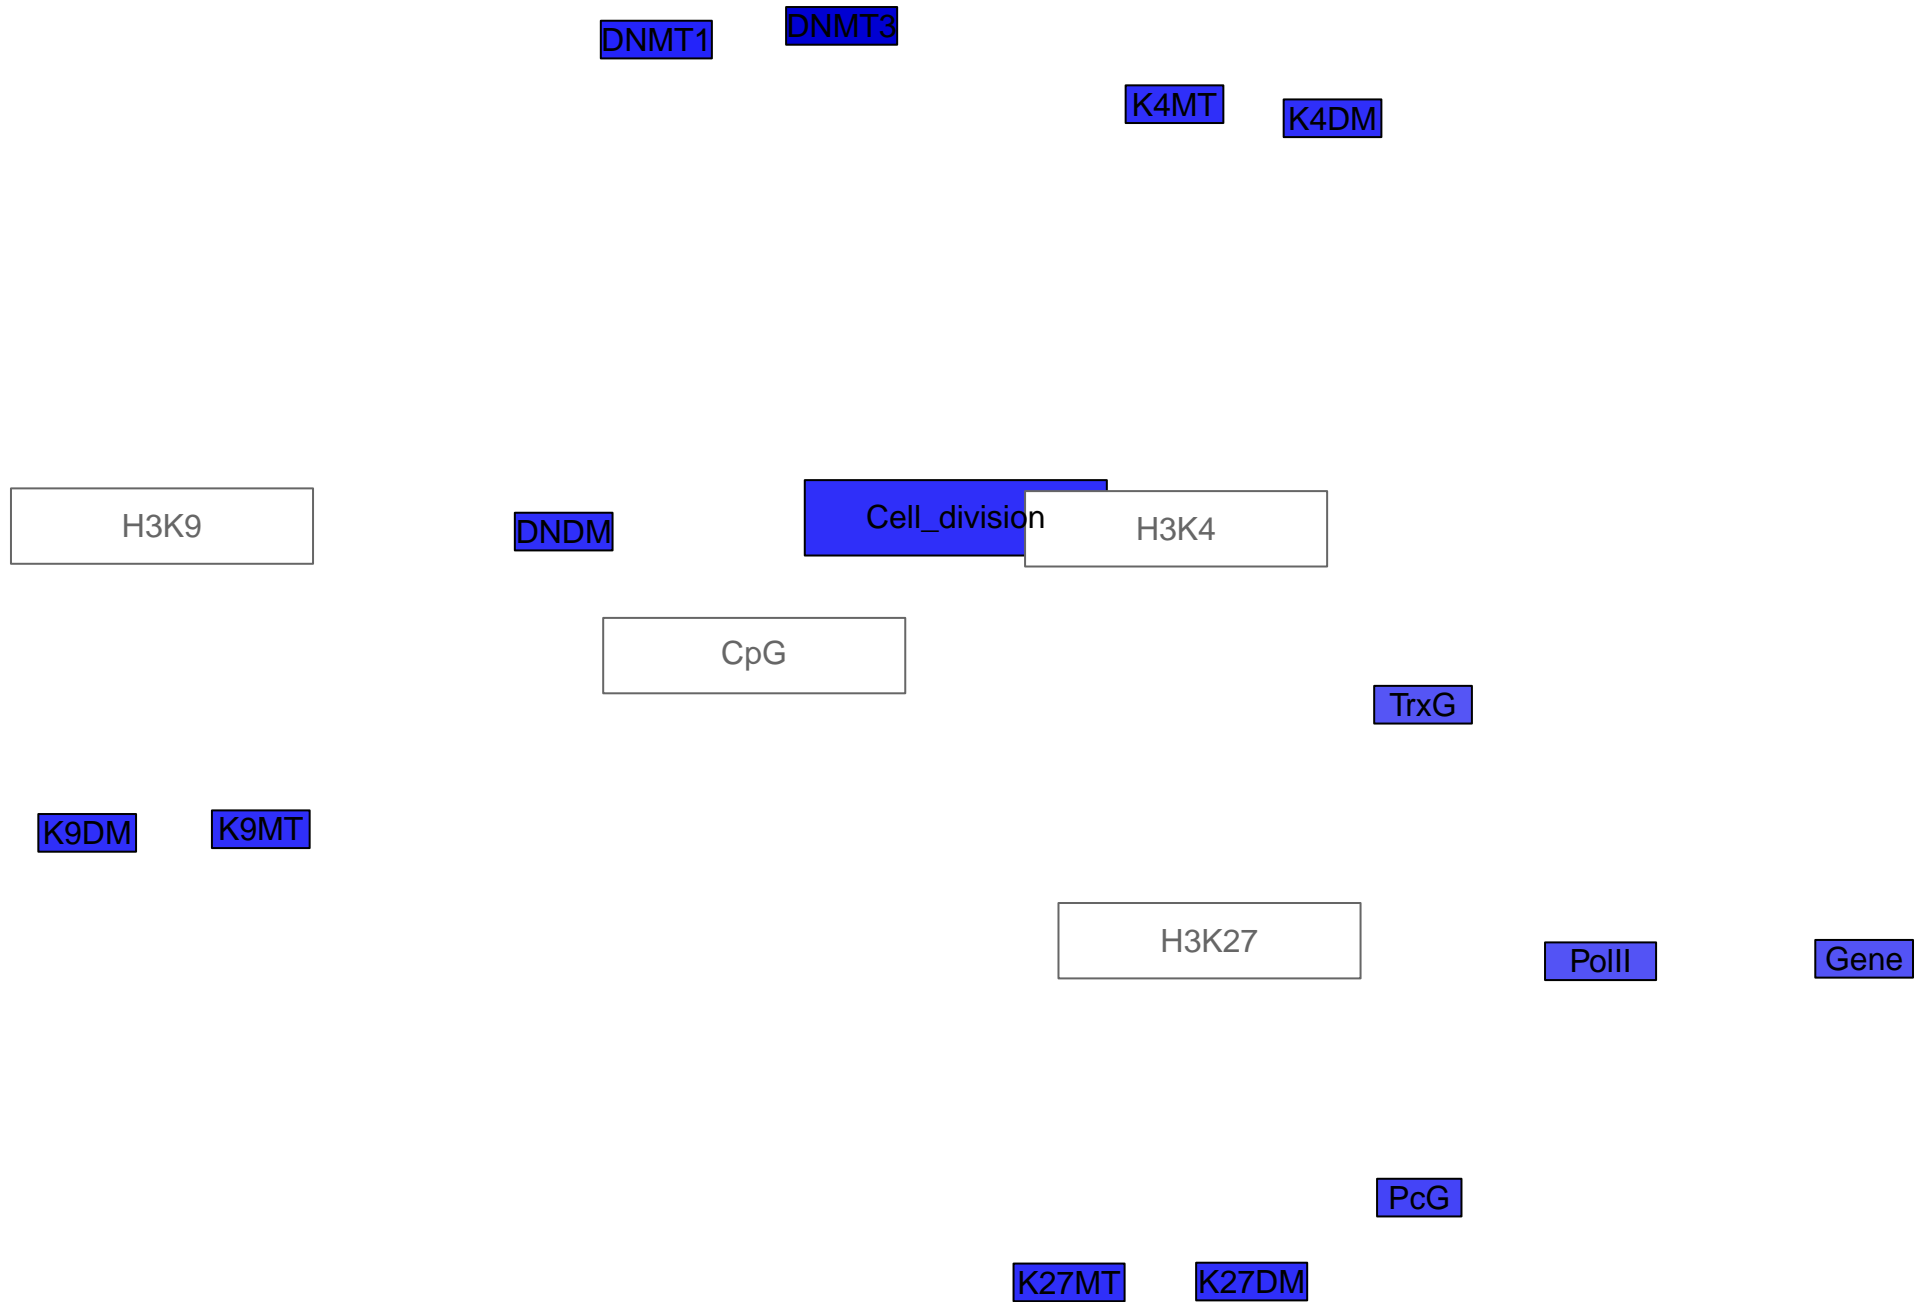 DNMT1
DNMT3
K4MT
K4DM
H3K9
DNDM
Cell_division
H3K4
CpG
TrxG
K9DM
K9MT
H3K27
PolII
Gene
PcG
K27MT
K27DM